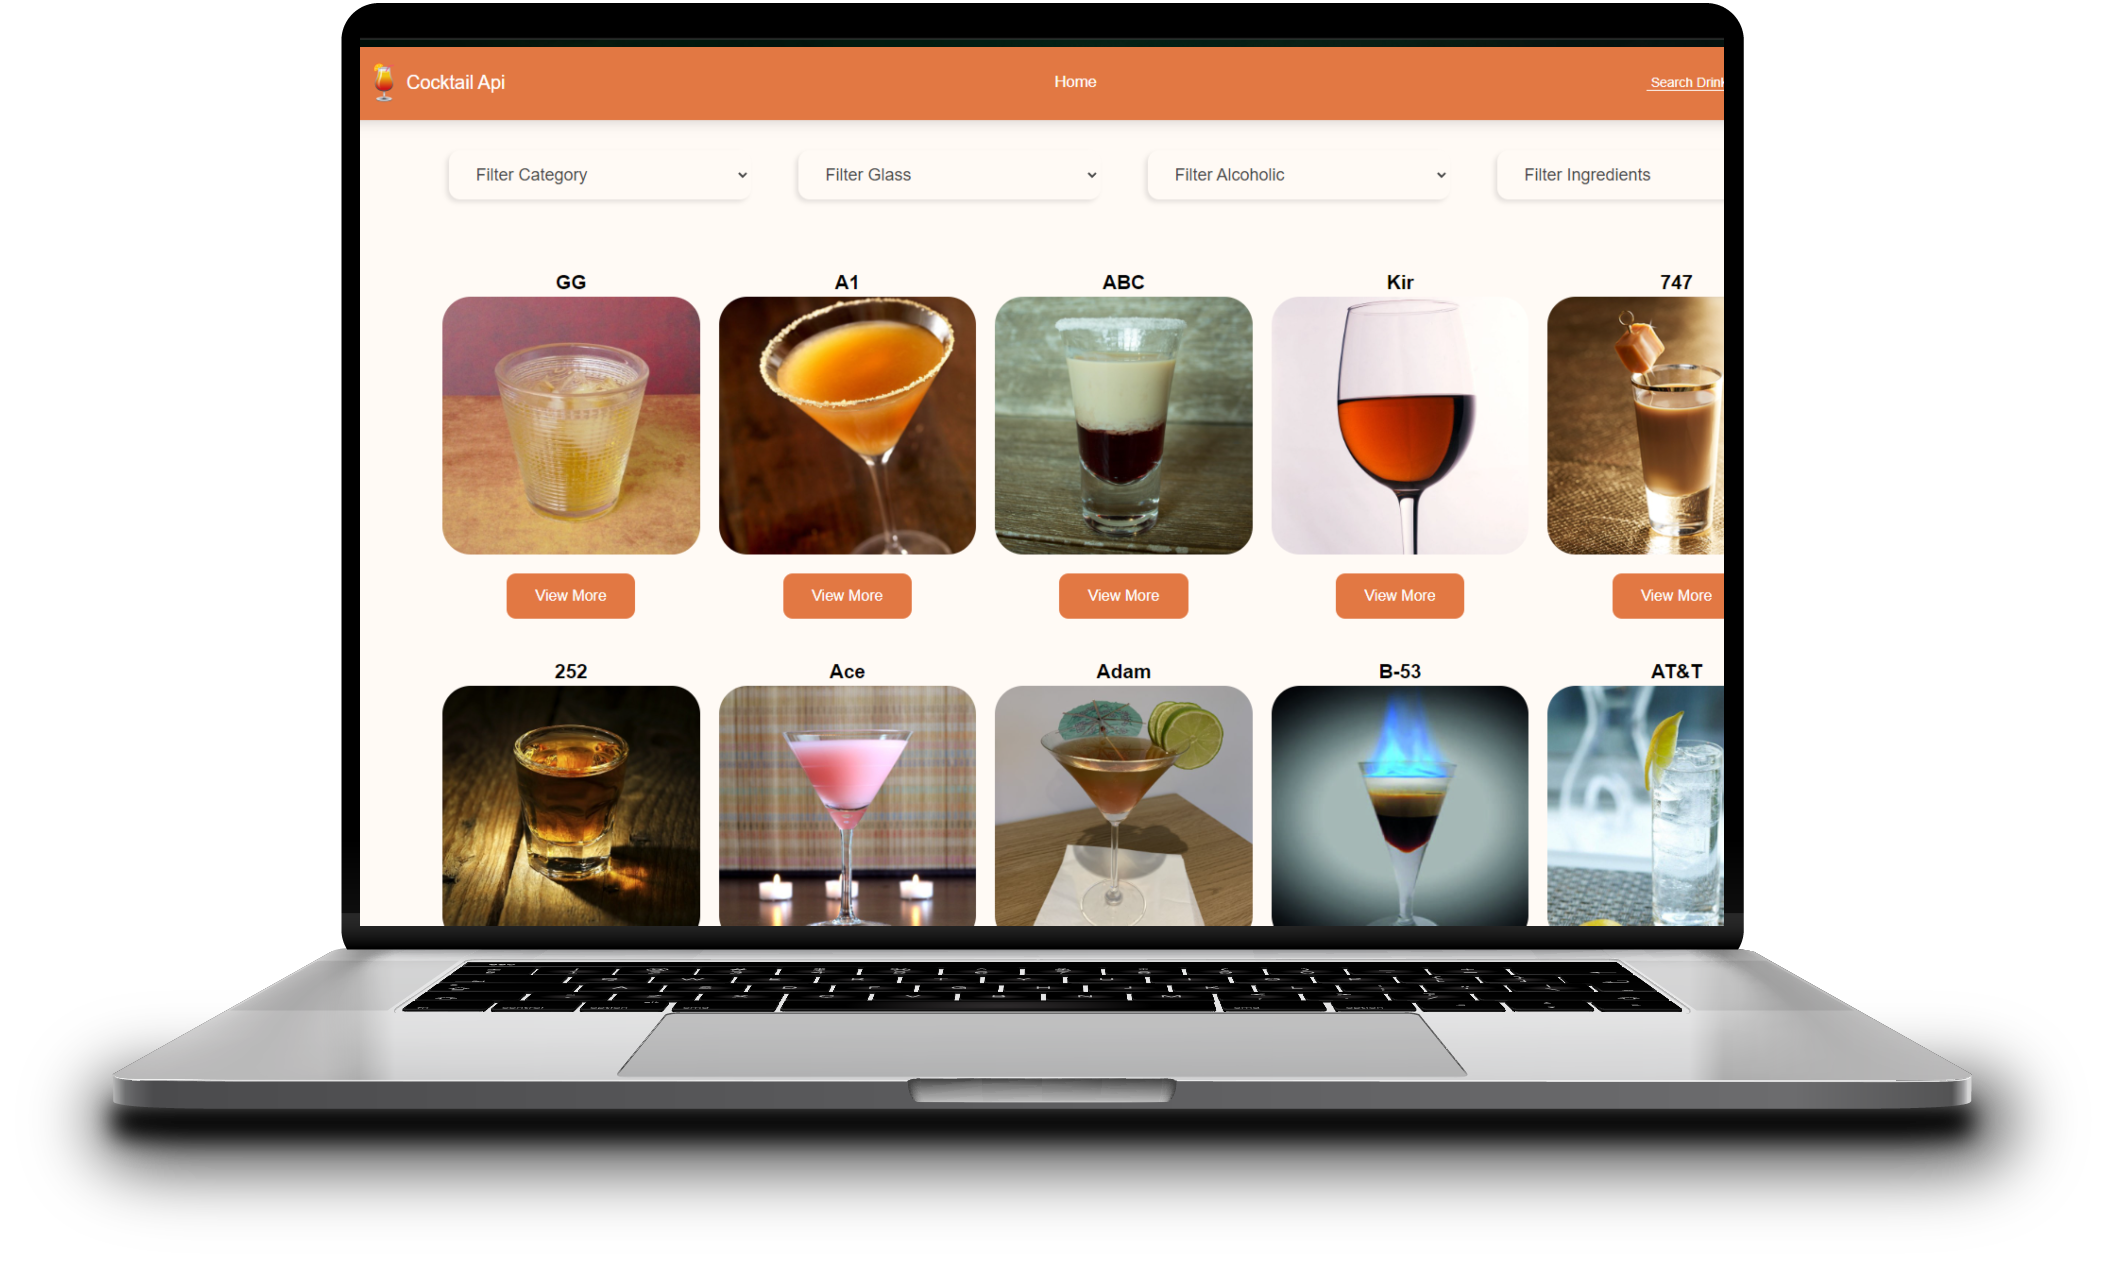 Cocktail Api
Home
Search Drin
Filter Category
Filter Glass
Filter Alcoholic
Filter Ingredients
GG
A1
ABC
Kir
747
View More
View More
View More
View More
View More
252
Ace
Adam
B-53
AT&T